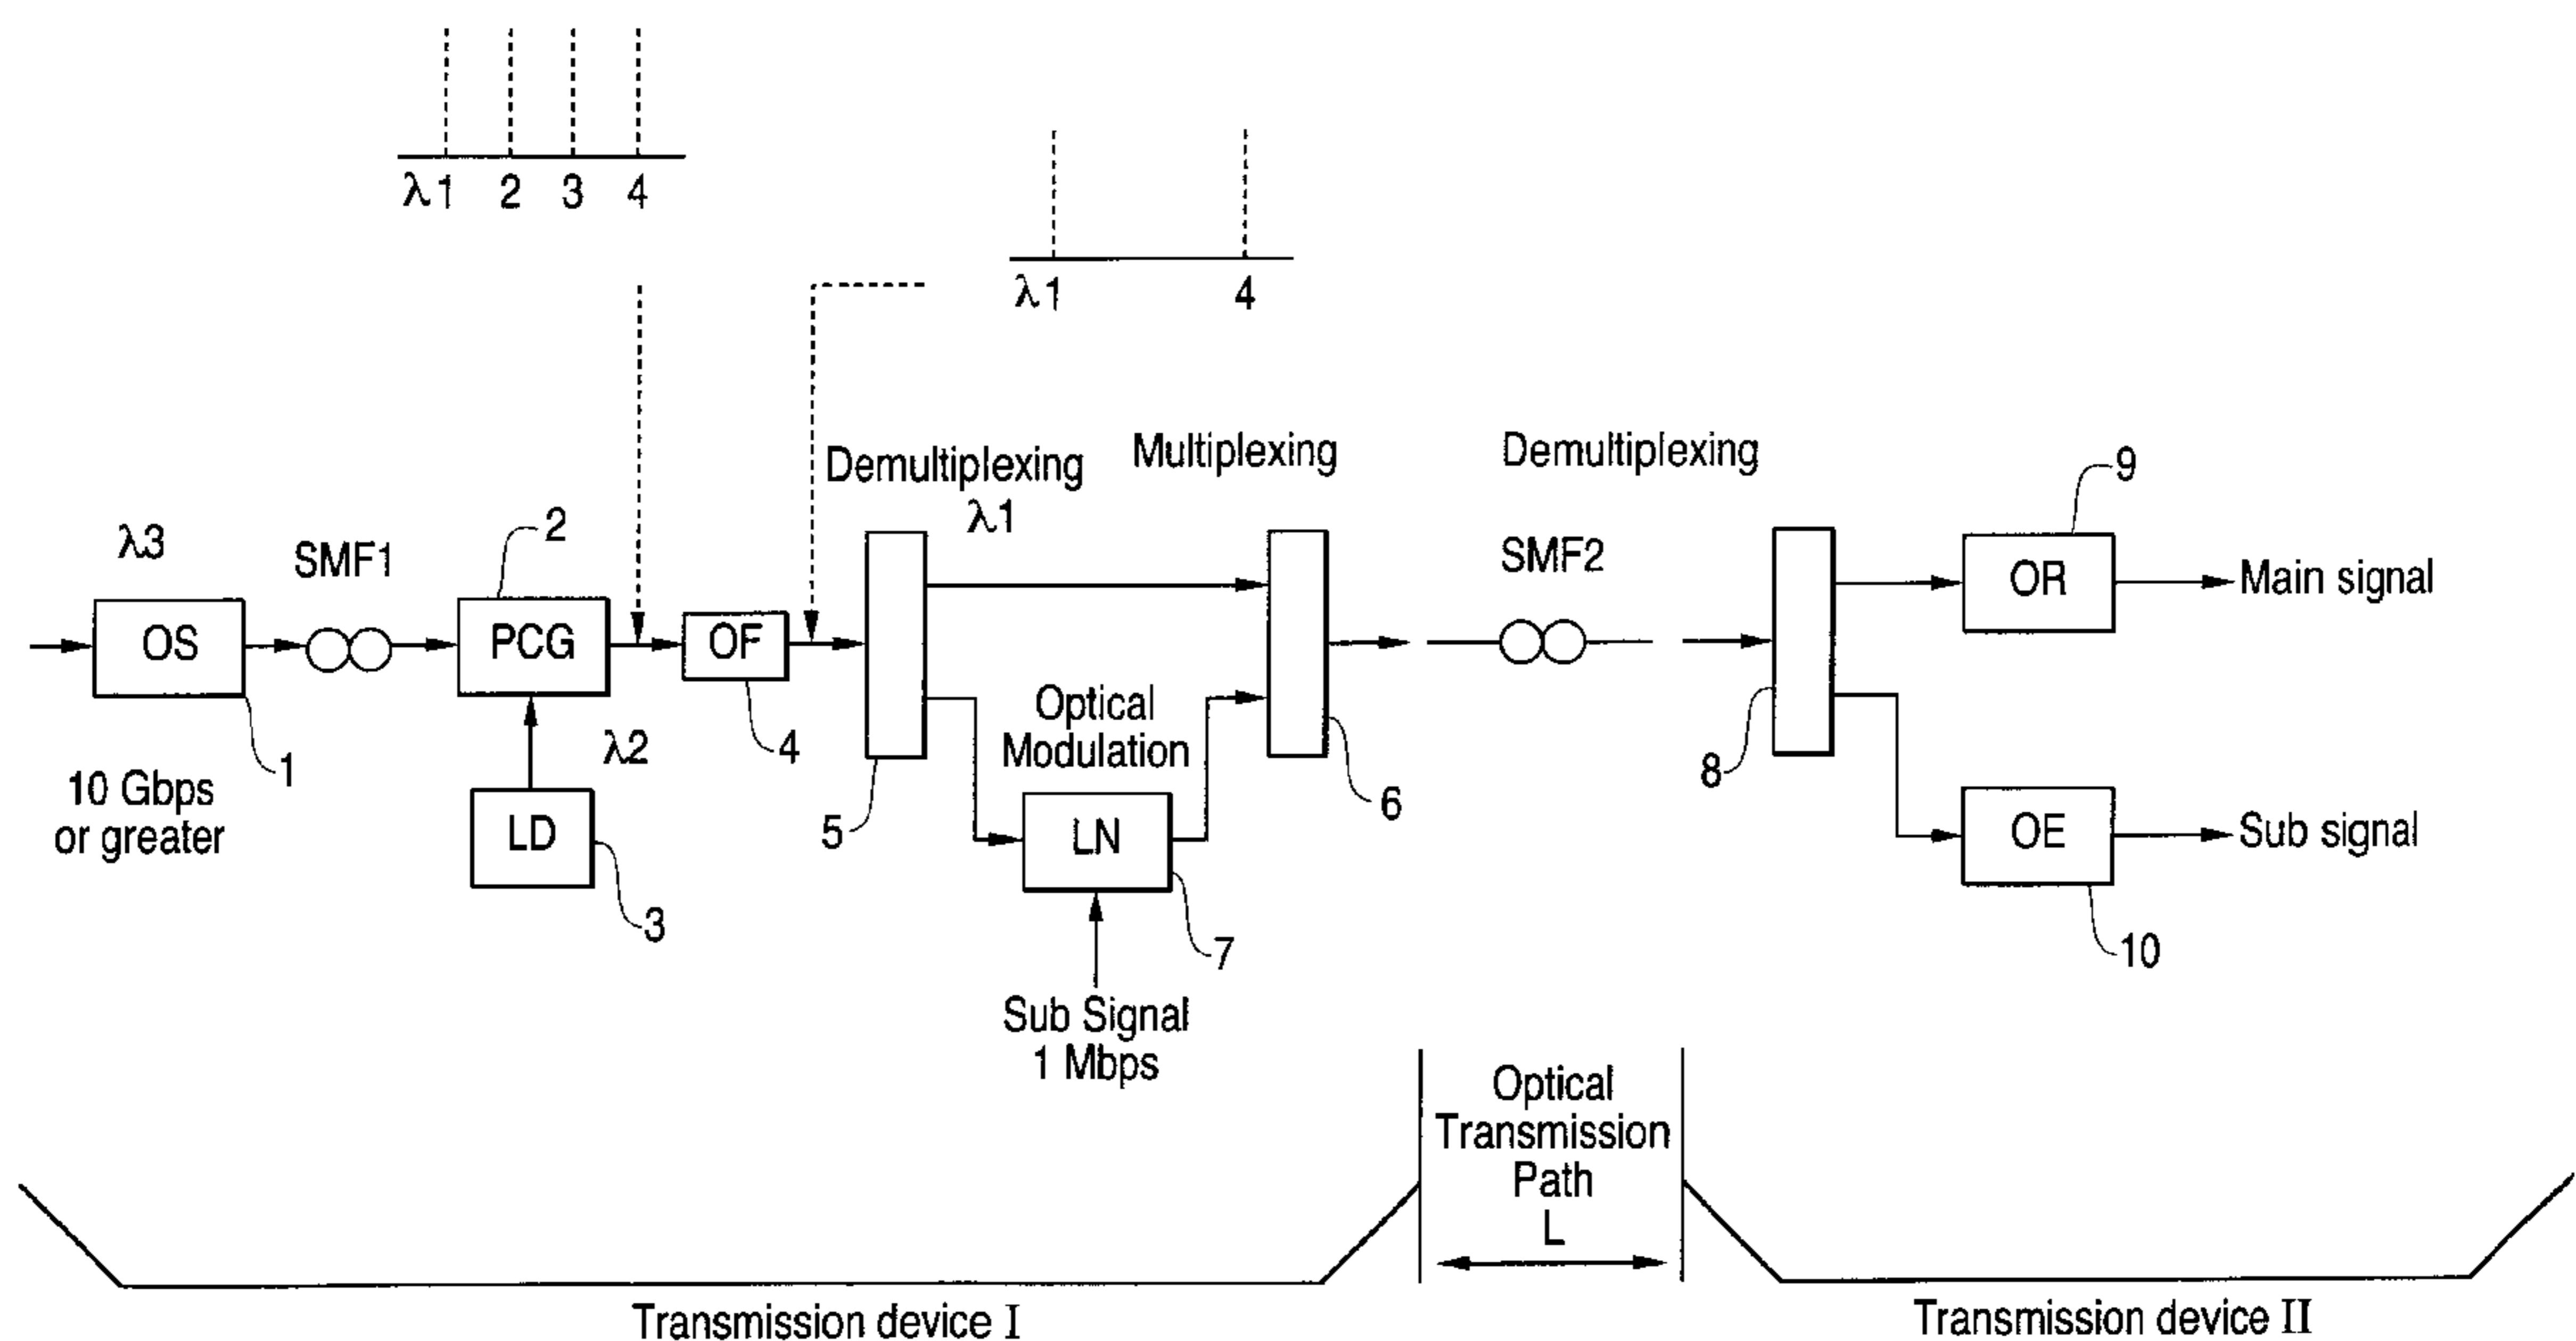 λ1 2 3 4
λ1 4
Demultiplexing
λ1
Multiplexing
Demultiplexing
9
λ3
SMF1
2
SMF2
OS
PCG
OF
OR
Main signal
1
λ2
4
Optical
Modulation
8
10 Gbps
or greater
LD
5
LN
6
OE
Sub signal
3
7
10
Sub Signal
1 Mbps
Optical
Transmission
Path
L
Transmission device I
Transmission device II